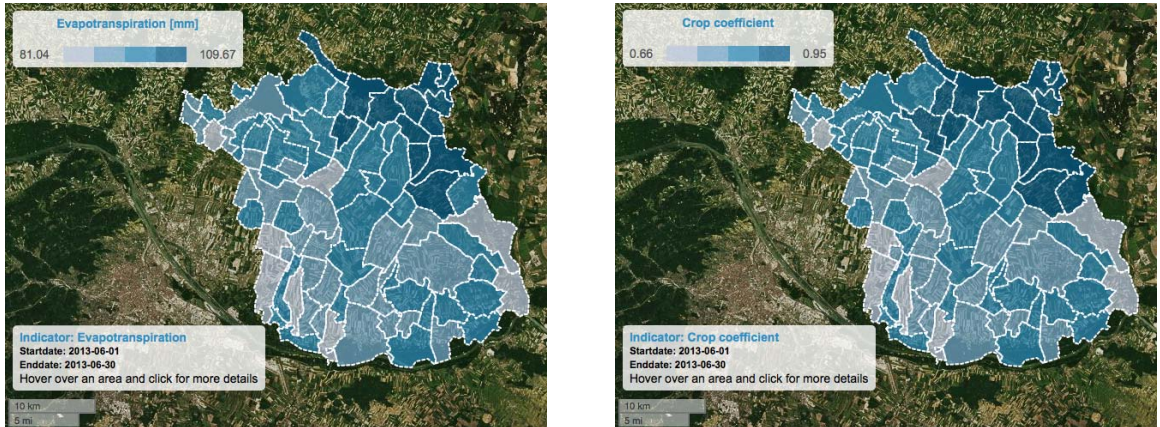 Evapotranspiration [mm]
81.04 109.67
Indicator: Evapotranspiration
Startdate: 2013-06-01
Enddate: 2013-06-30
Hover over an area and click for more details
10 km
5 mi
Crop coefficient
0.66 0.95
Indicator: Crop coefficient
Startdate: 2013-06-01
Enddate: 2013-06-30
Hover over an area and click for more details
10 km
5 mi